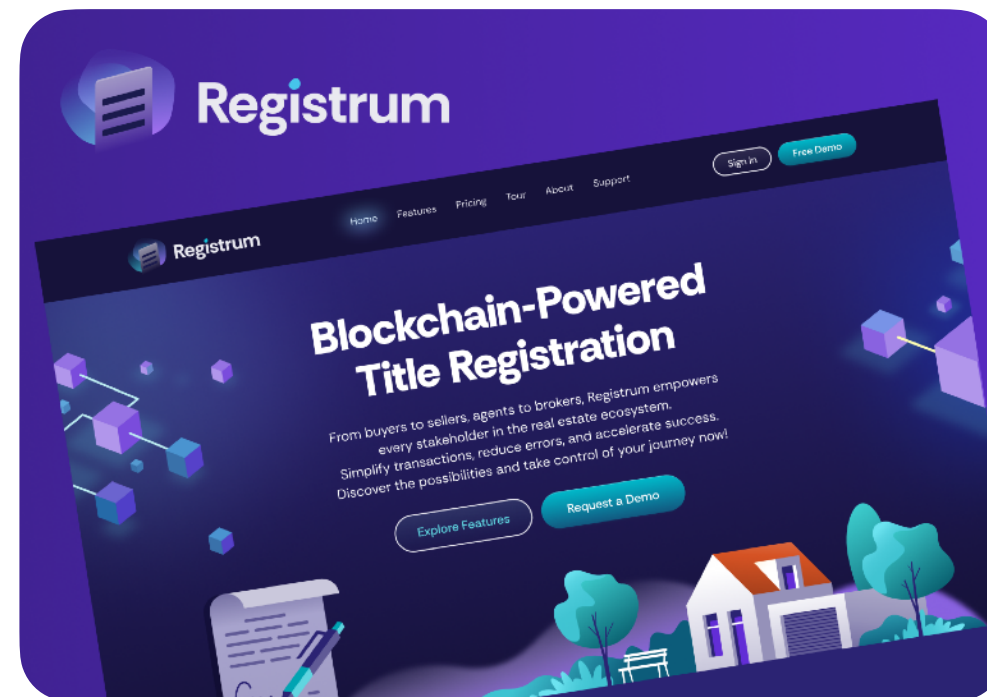 Registrum
Registrum
Home Features Pricing Tour About Support
Sign in Free Demo
Blockchain-Powered
Title Registration
From buyers to sellers, agents to brokers, Registrum empowers
every stakeholder in the real estate ecosystem.
Simplify transactions, reduce errors, and accelerate success.
Discover the possibilities and take control of your journey now!
Explore Features Request a Demo